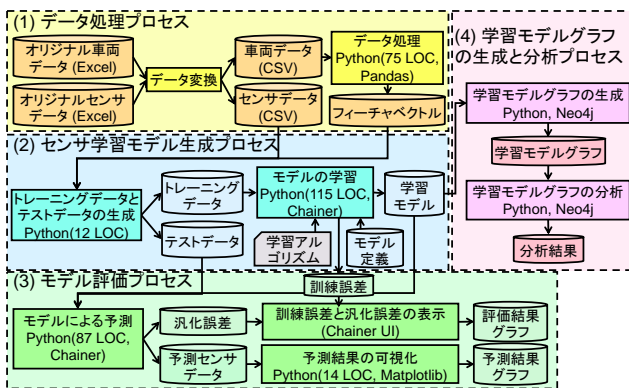 (1) データ処理プロセス
オリジナル車両
データ (Excel)
オリジナルセンサ
データ (Excel)
データ変換
車両データ
(CSV)
センサデータ
(CSV)
データ処理
Python(75 LOC,
Pandas)
フィーチャベクトル
(2) センサ学習モデル生成プロセス
トレーニングデータと
テストデータの生成
Python(12 LOC)
トレーニング
データ
テストデータ
モデルの学習
Python(115 LOC,
Chainer)
学習アル
ゴリズム
モデル
定義
学習
モデル
(3) モデル評価プロセス
訓練誤差
モデルによる予測
Python(87 LOC,
Chainer)
汎化誤差
予測センサ
データ
訓練誤差と汎化誤差の表示
(Chainer UI)
予測結果の可視化
Python(14 LOC, Matplotlib)
評価結果
グラフ
予測結果
グラフ
(4) 学習モデルグラフ
の生成と分析プロセス
学習モデルグラフの生成
Python, Neo4j
学習モデルグラフ
学習モデルグラフの分析
Python, Neo4j
分析結果